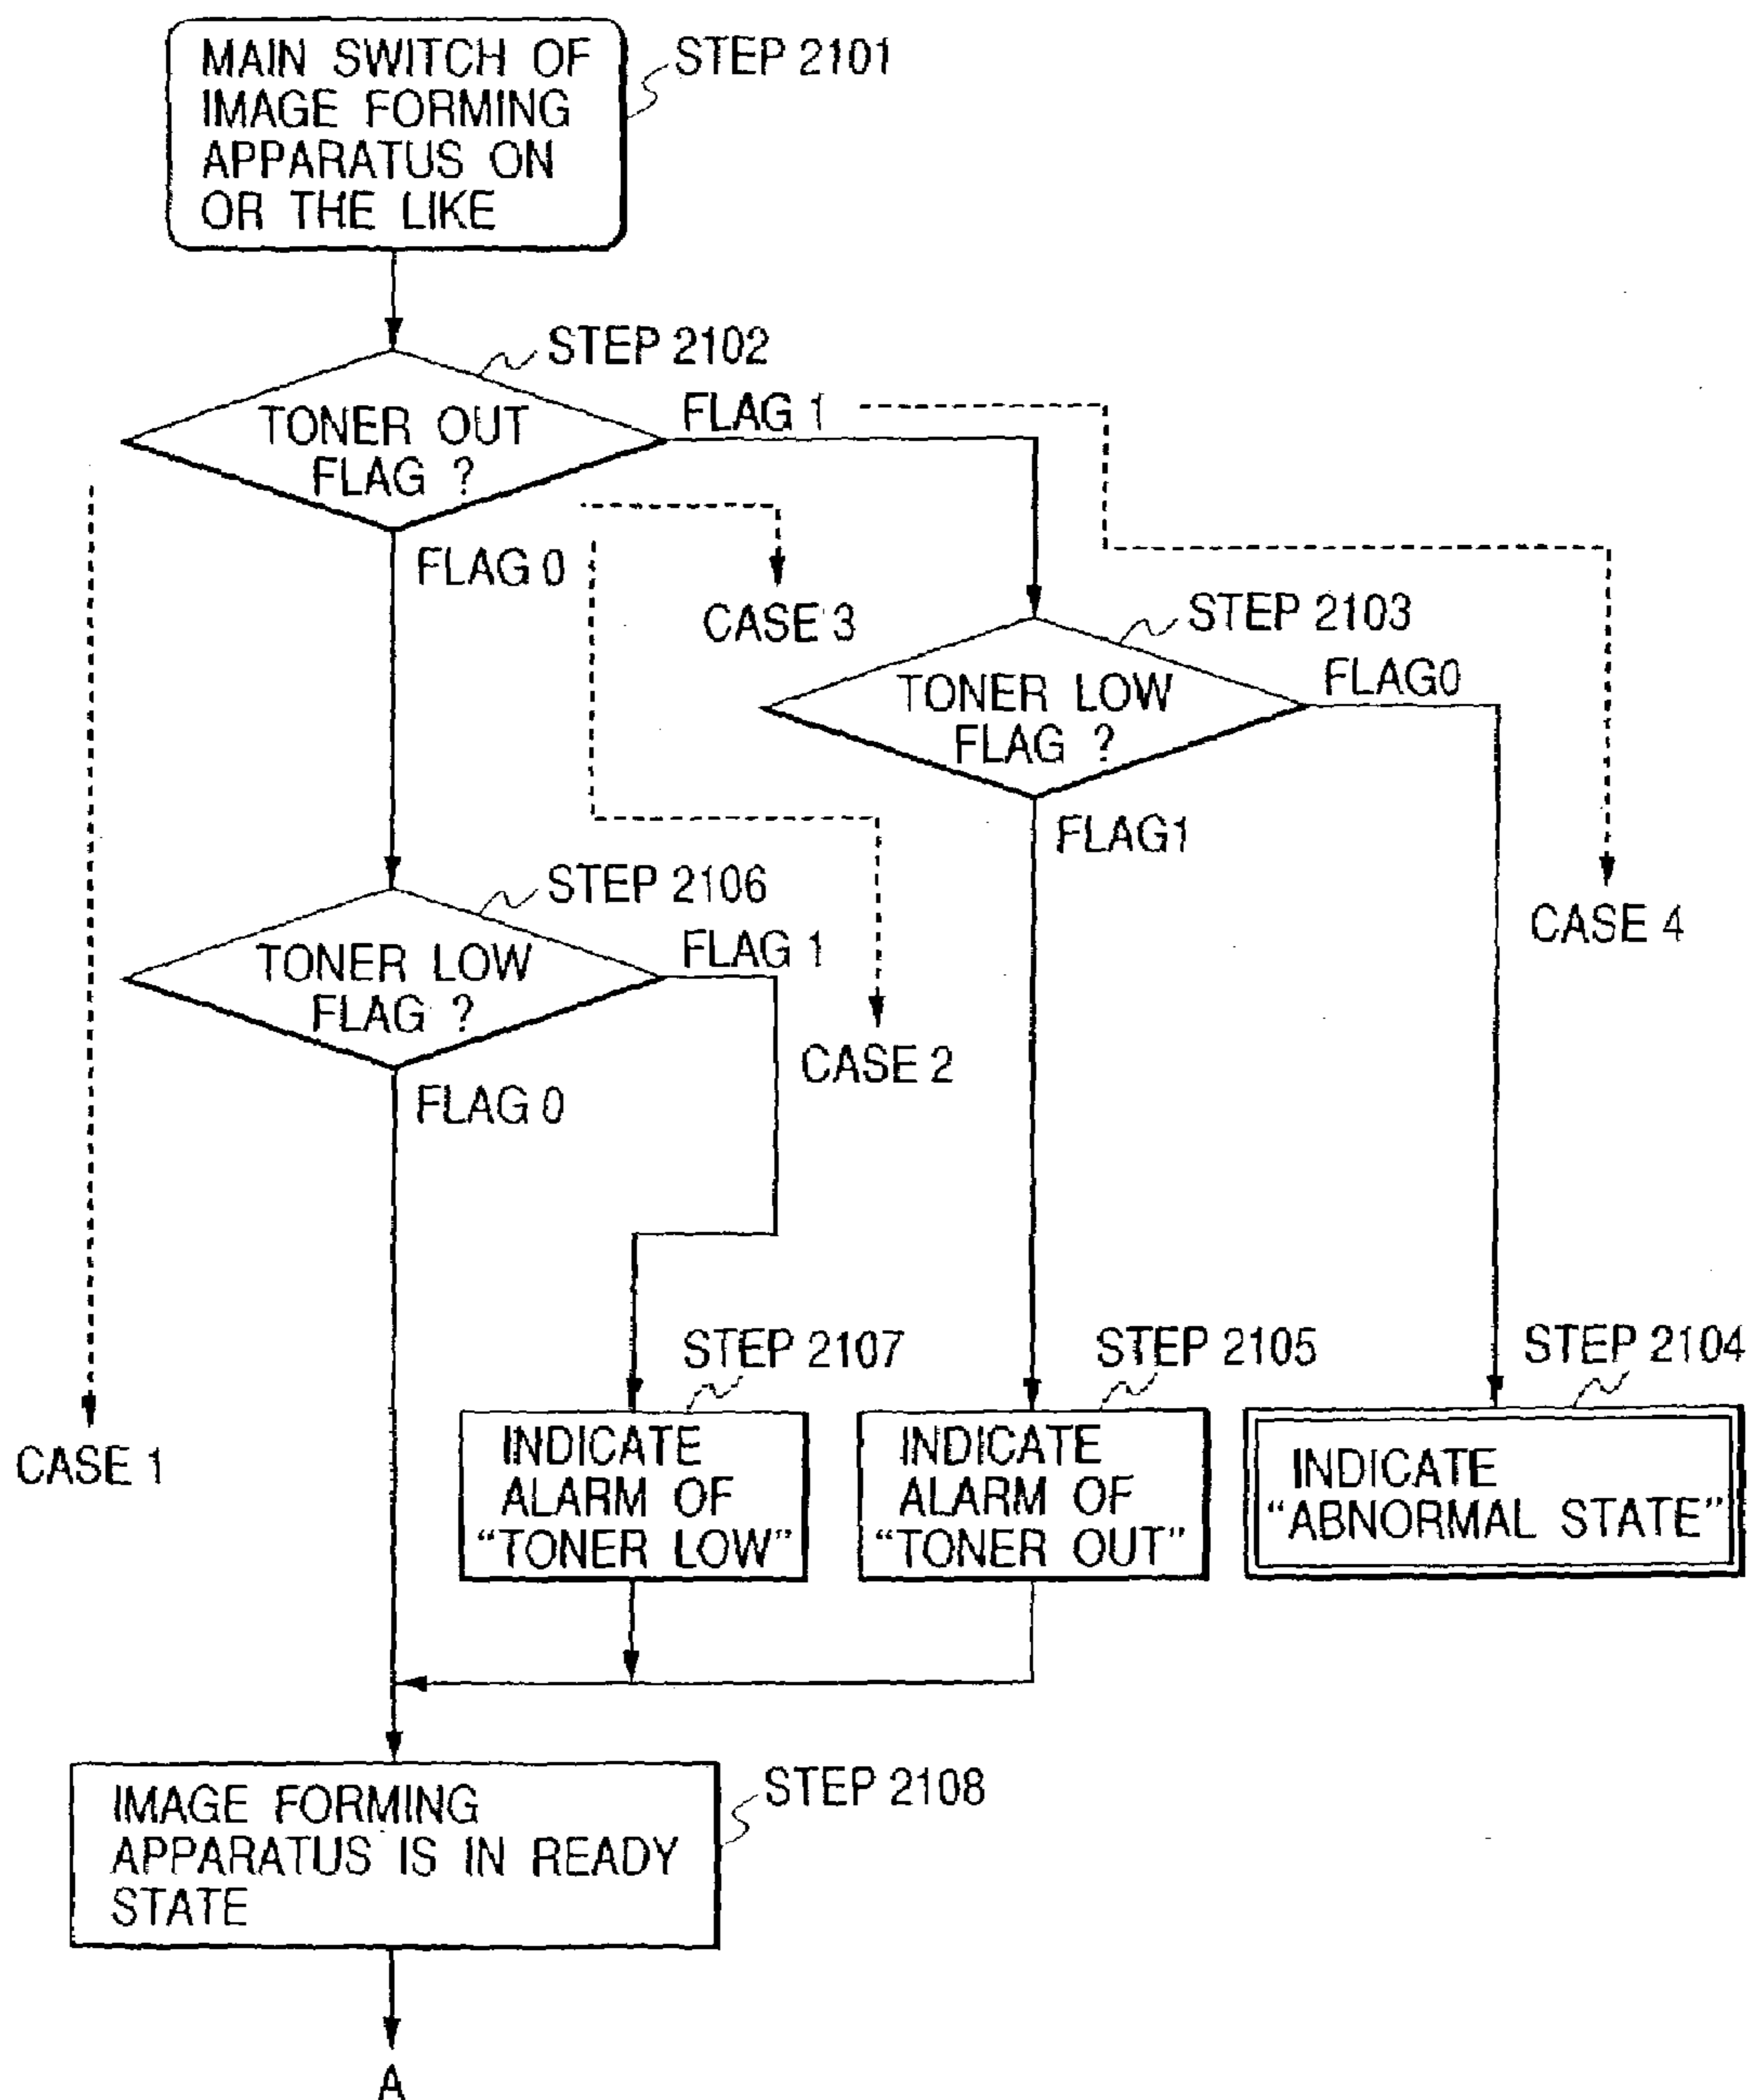 MAIN SWITCH OF
IMAGE FORMING
APPARATUS ON
OR THE LIKE
STEP 2101
STEP 2102
TONER OUT
FLAG ?
FLAG 1
FLAG 0
CASE 3
STEP 2103
TONER LOW
FLAG ?
FLAG0
FLAG1
CASE 4
STEP 2106
TONER LOW
FLAG ?
FLAG 1
FLAG 0
CASE 2
CASE 1
STEP 2107
INDICATE
ALARM OF
“TONER LOW”
STEP 2105
INDICATE
ALARM OF
“TONER OUT”
STEP 2104
INDICATE
“ABNORMAL STATE”
IMAGE FORMING
APPARATUS IS IN READY
STATE
STEP 2108
A